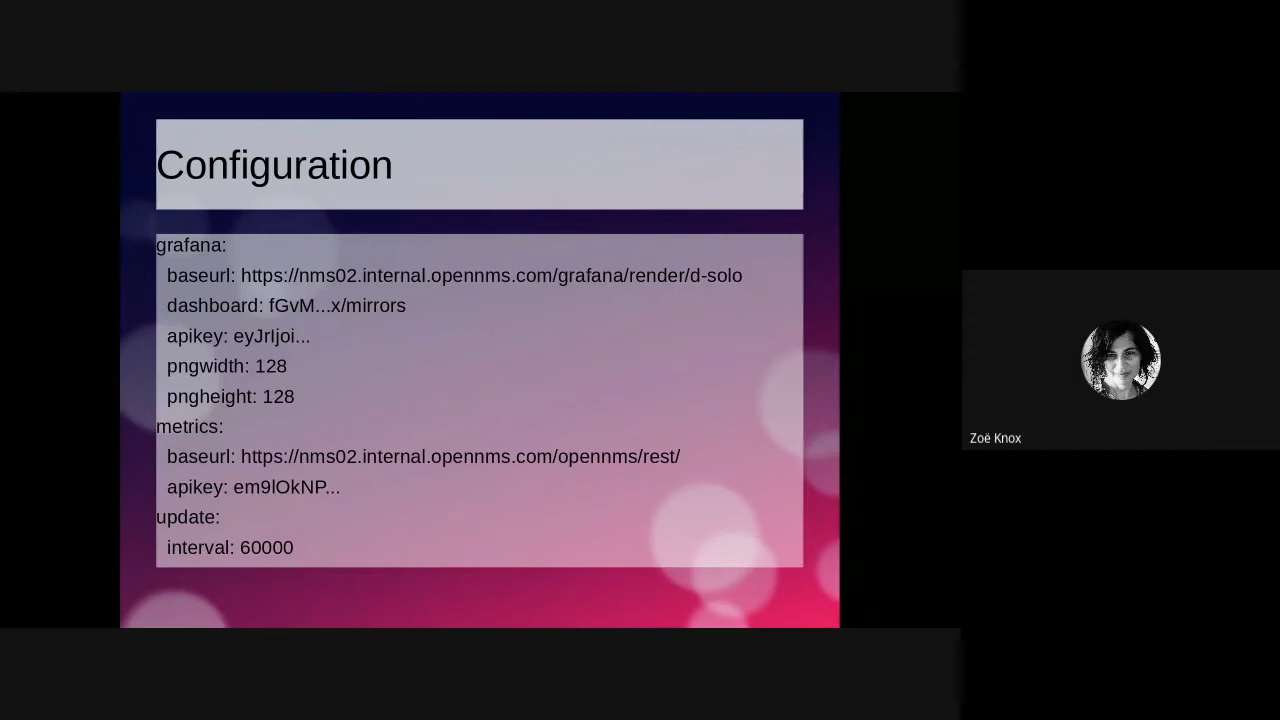 Configuration
grafana:
baseurl: https://nms02.internal.opennms.com/grafana/render/d-solo
dashboard: fGvM...x/mirrors
apikey: eyJrIjoi...
pngwidth: 128
pngheight: 128
metrics:
baseurl: https://nms02.internal.opennms.com/opennms/rest/
apikey: em9lOkNP...
update:
interval: 60000
Zoë Knox